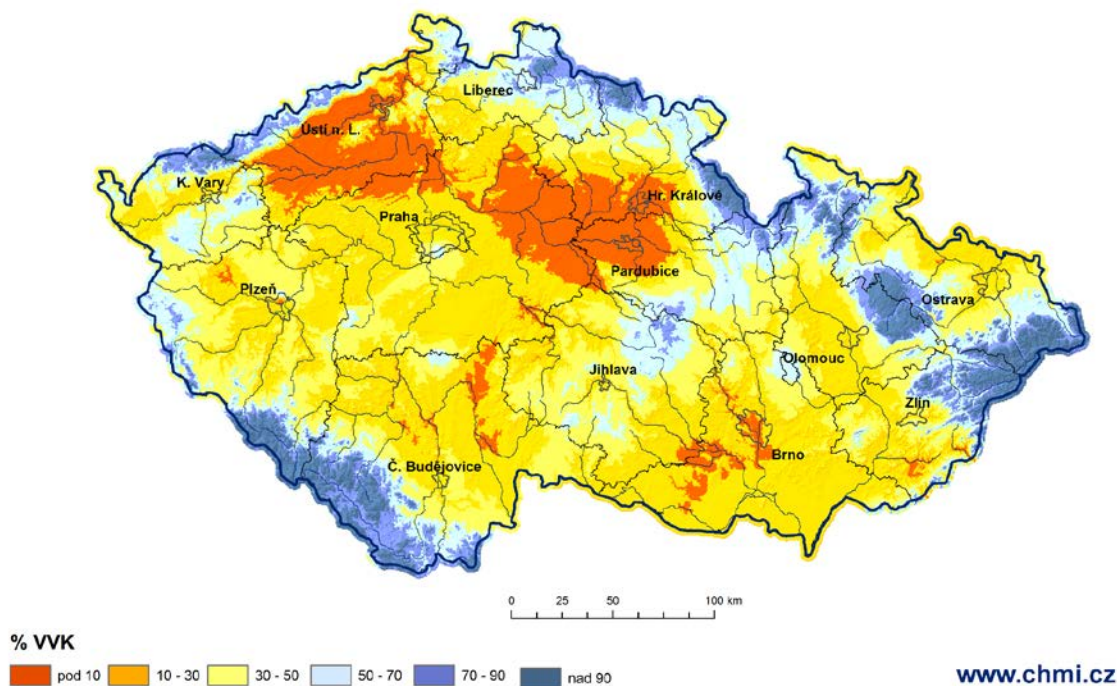 Liberec
Ústí n. L.
K. Vary
Hr. Králové
Praha
Pardubice
Plzeň
Ostrava
Olomouc
Jihlava
Zlín
Brno
Č. Budějovice
0 25 50 100 km
% VVK
pod 10 10 - 30 30 - 50 50 - 70 70 - 90 nad 90
www.chmi.cz